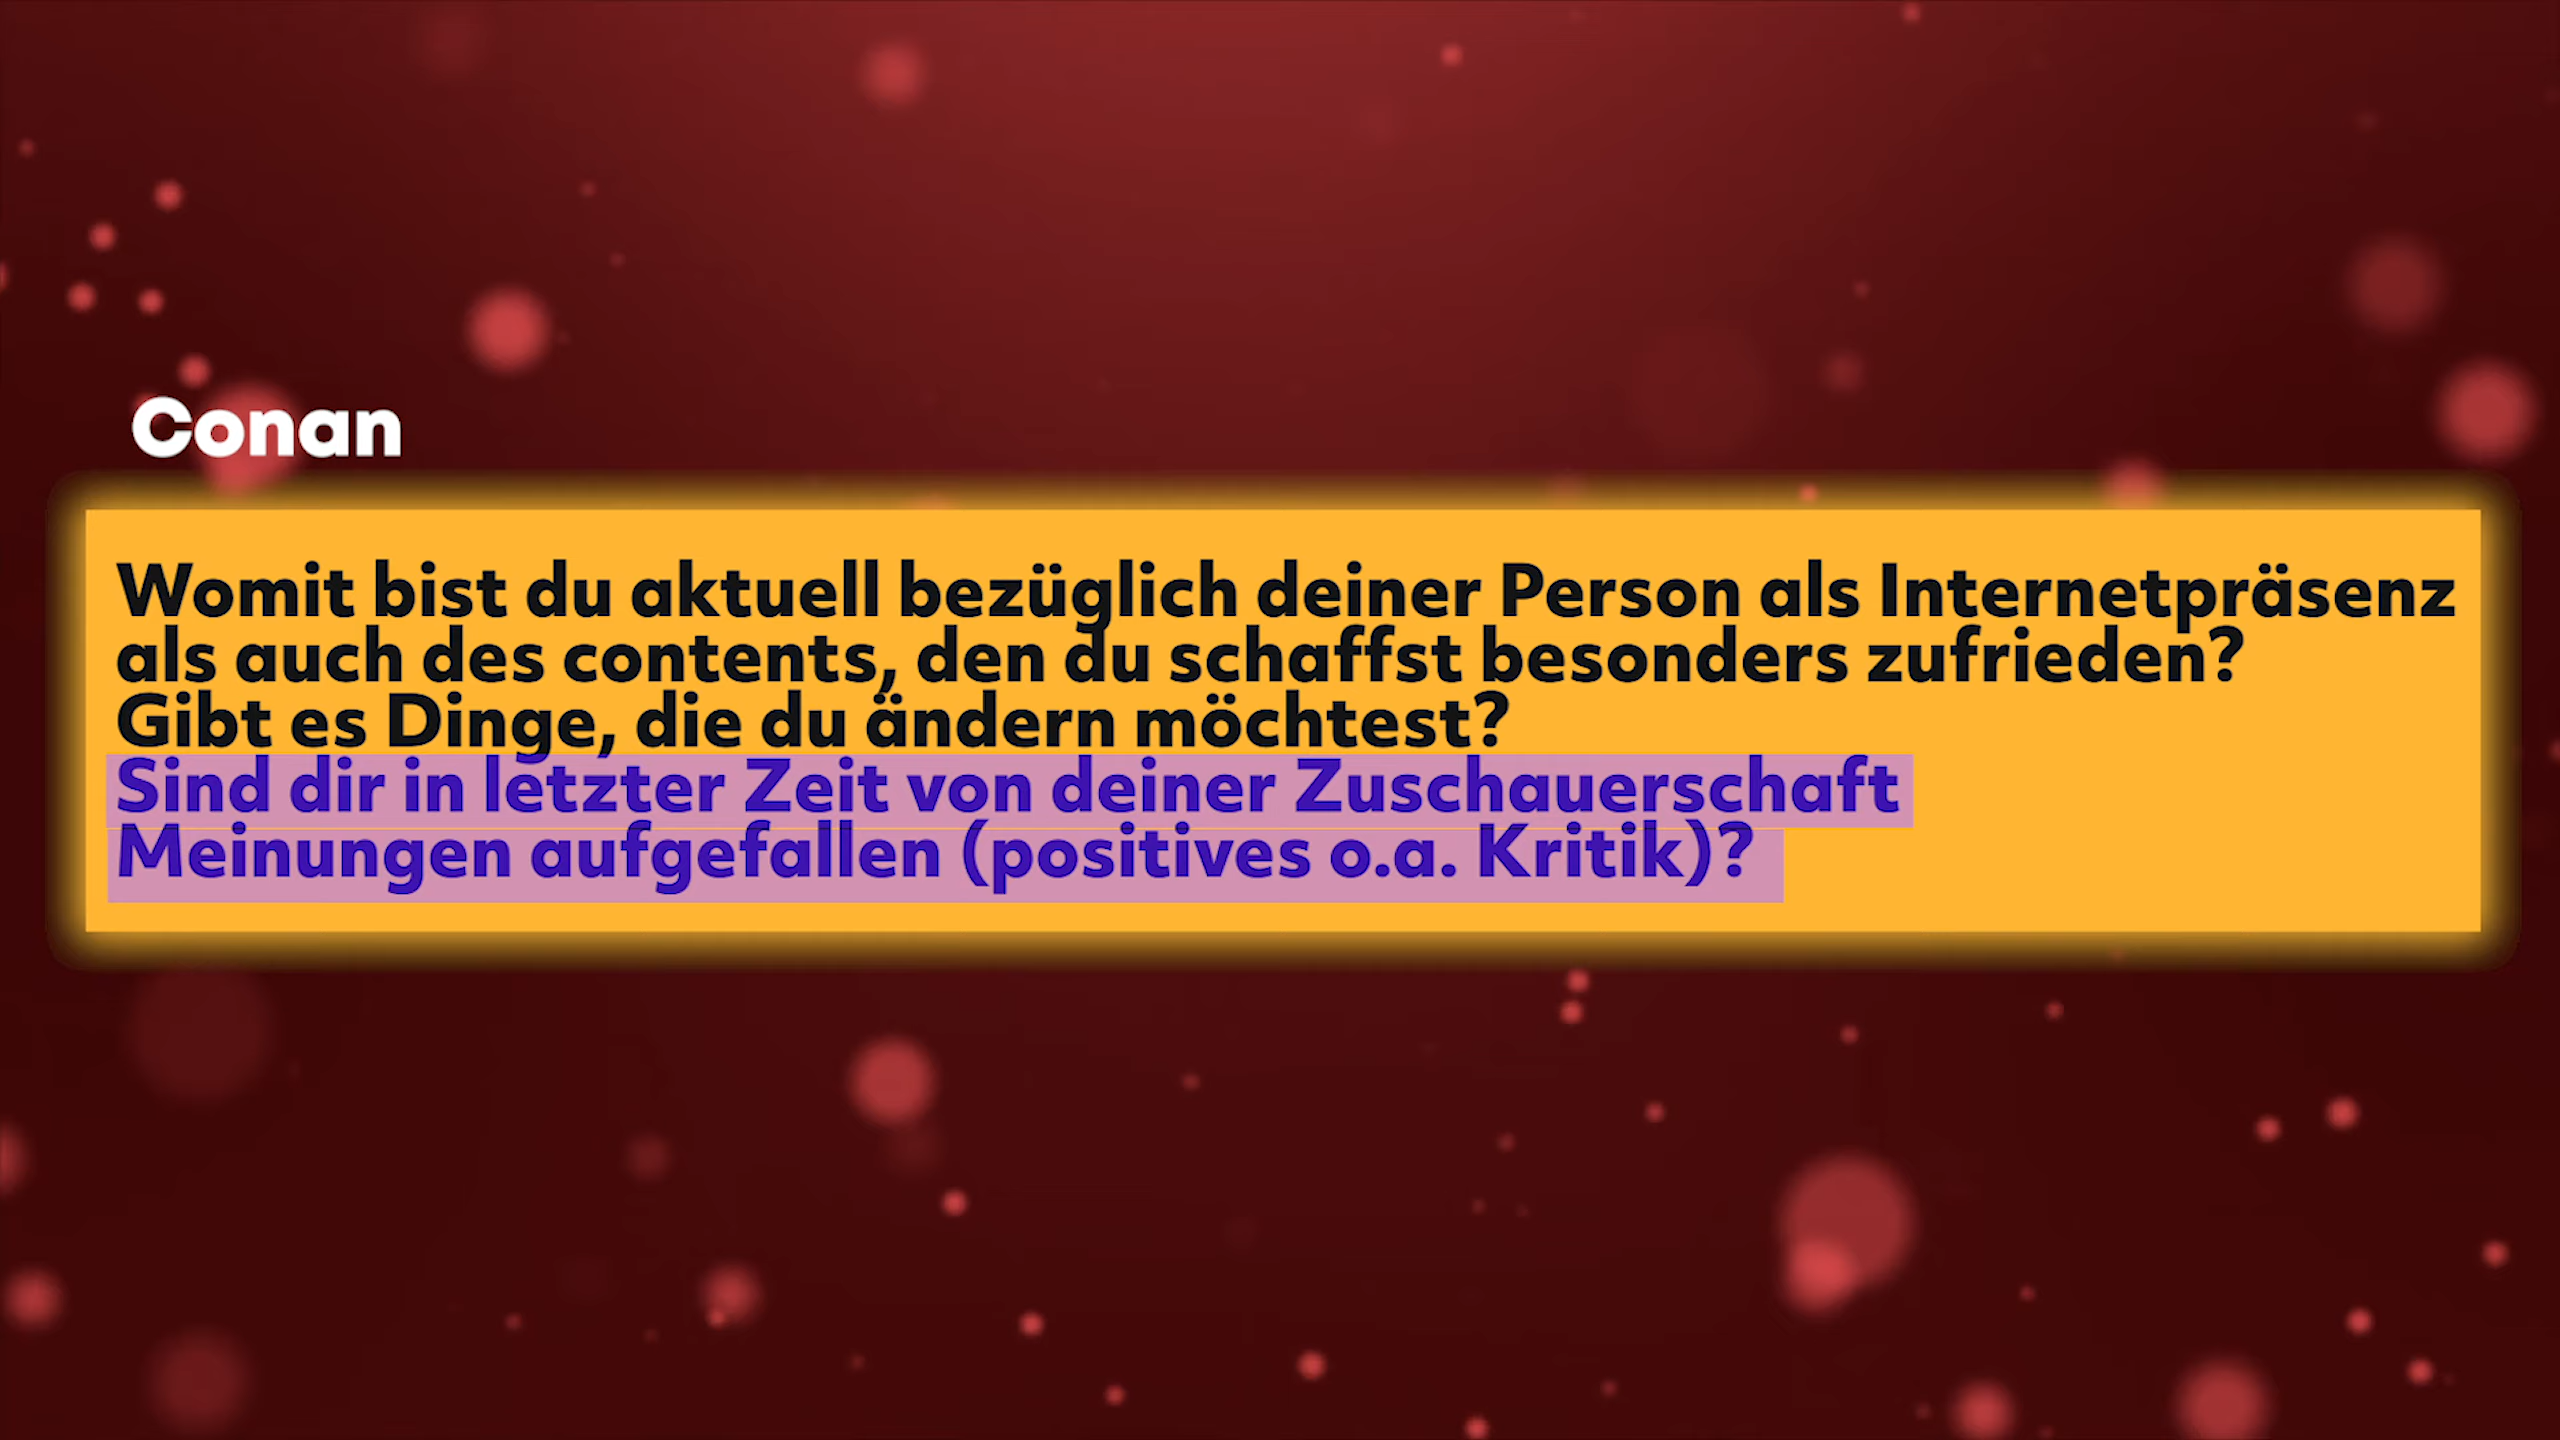 Conan
Womit bist du aktuell bezüglich deiner Person als Internetpräsenz
als auch des contents, den du schaffst besonders zufrieden?
Gibt es Dinge, die du ändern möchtest?
Sind dir in letzter Zeit von deiner Zuschauerschaft
Meinungen aufgefallen (positives o.a. Kritik)?